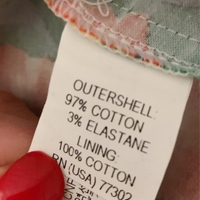 OUTERSHELL:
97% COTTON
3% ELASTANE
LINING:
100% COTTON
RN (USA) 77302